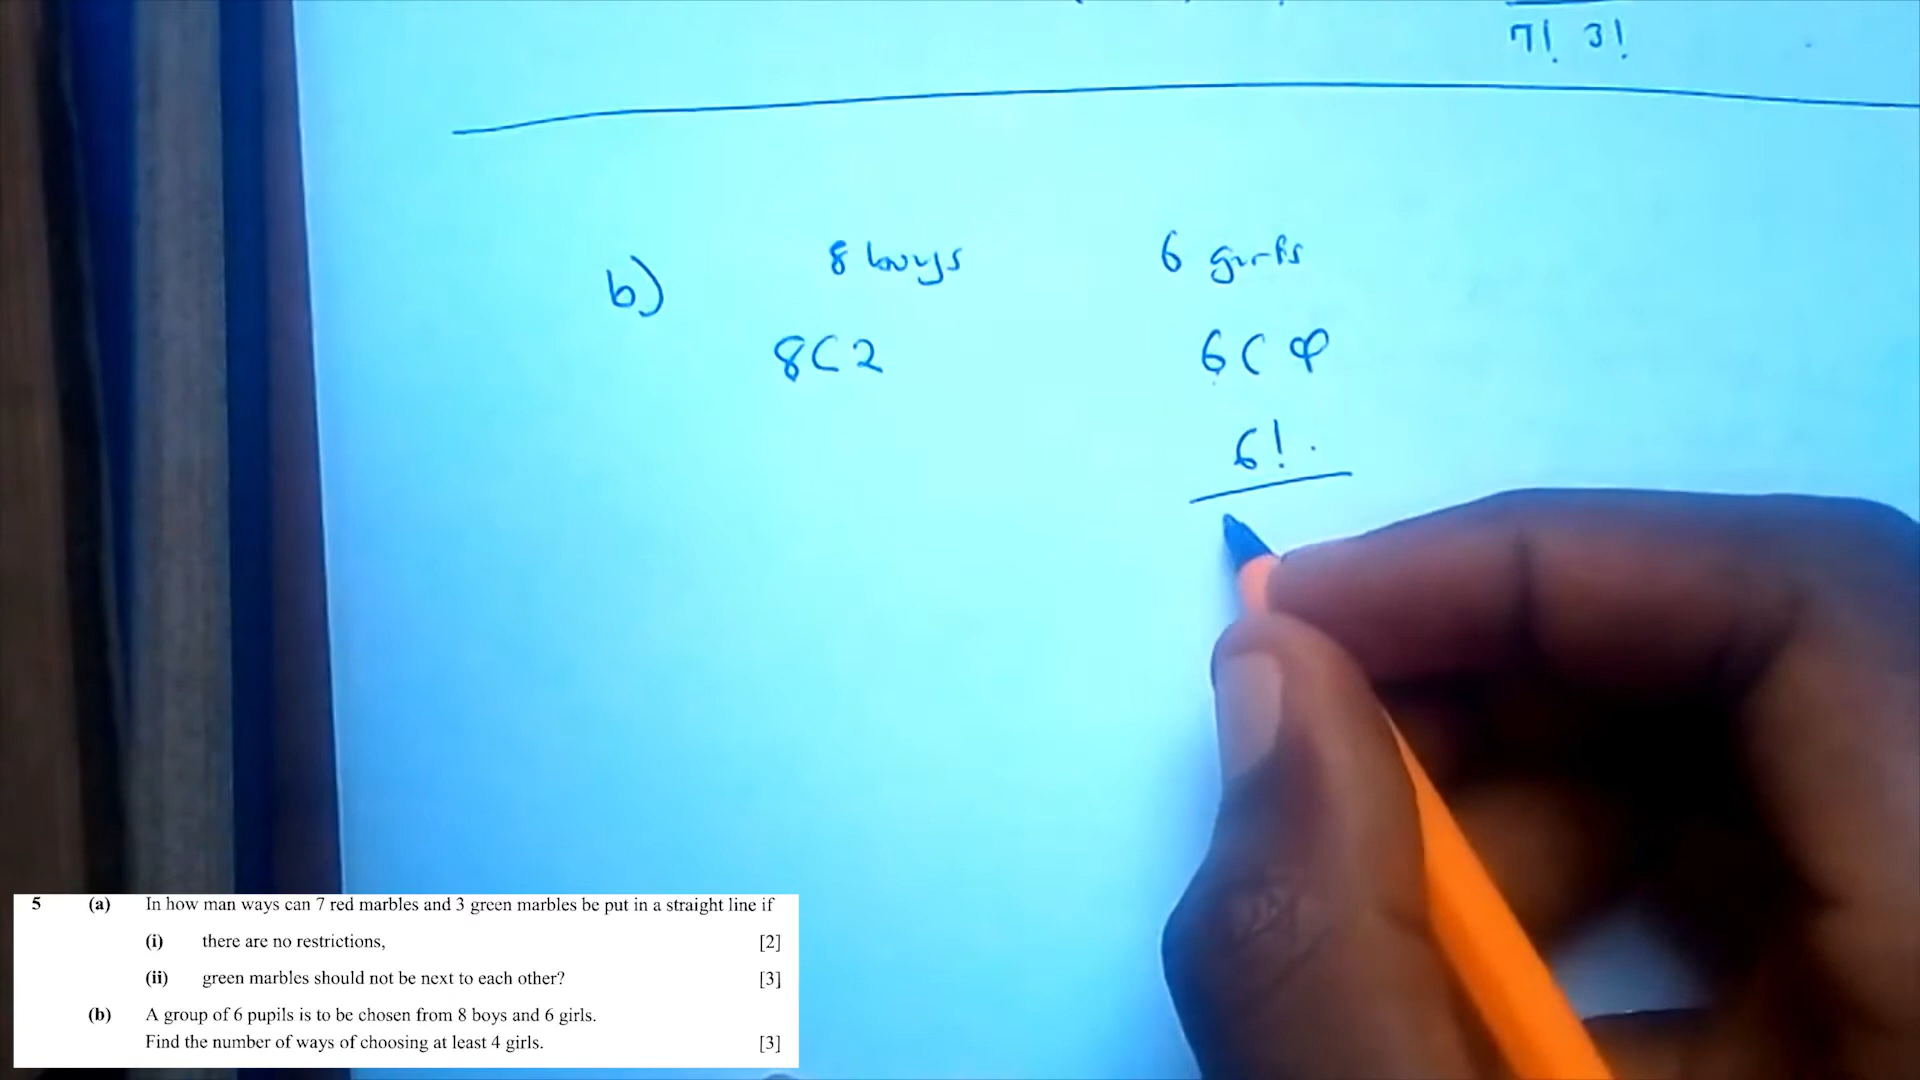 7! 3!
b) 8 boys 6 girls
8C2 6C4
6!
5 (a) In how man ways can 7 red marbles and 3 green marbles be put in a straight line if
(i) there are no restrictions, [2]
(ii) green marbles should not be next to each other? [3]
(b) A group of 6 pupils is to be chosen from 8 boys and 6 girls.
Find the number of ways of choosing at least 4 girls. [3]